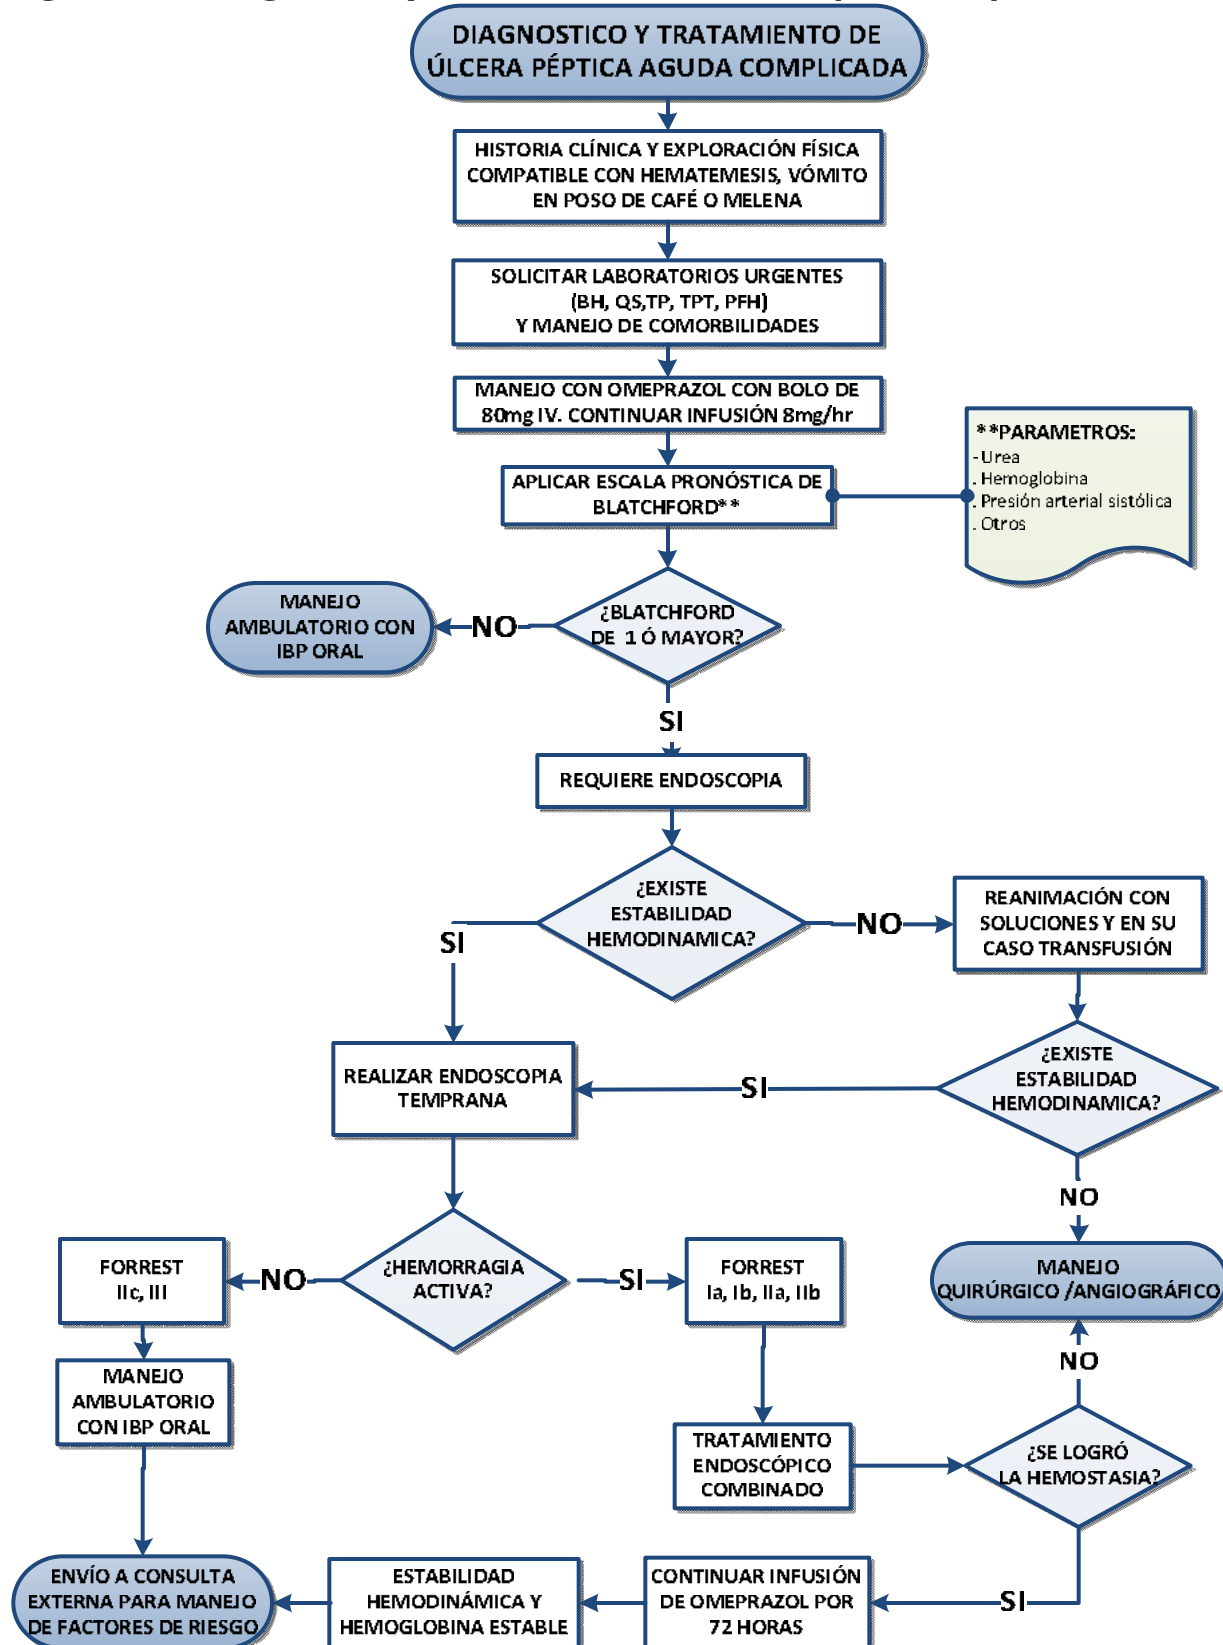 DIAGNOSTICO Y TRATAMIENTO DE
ÚLCERA PÉPTICA AGUDA COMPLICADA
HISTORIA CLÍNICA Y EXPLORACIÓN FÍSICA
COMPATIBLE CON HEMATEMESIS, VÓMITO
EN POSO DE CAFÉ O MELENA
SOLICITAR LABORATORIOS URGENTES
(BH, QS,TP, TPT, PFH)
Y MANEJO DE COMORBILIDADES
MANEJO CON OMEPRAZOL CON BOLO DE
80mg IV. CONTINUAR INFUSIÓN 8mg/hr
**PARAMETROS:
-Urea
. Hemoglobina
. Presión arterial sistólica
. Otros
APLICAR ESCALA PRONÓSTICA DE
BLATCHFORD**
¿BLATCHFORD
DE 1 Ó MAYOR?
NO
MANEJO
AMBULATORIO CON
IBP ORAL
SI
REQUIERE ENDOSCOPIA
¿EXISTE
ESTABILIDAD
HEMODINAMICA?
NO
REANIMACIÓN CON
SOLUCIONES Y EN SU
CASO TRANSFUSIÓN
SI
¿EXISTE
ESTABILIDAD
HEMODINAMICA?
SI
REALIZAR ENDOSCOPIA
TEMPRANA
NO
MANEJO
QUIRÚRGICO /ANGIOGRÁFICO
¿HEMORRAGIA
ACTIVA?
NO
FORREST
IIc, III
SI
FORREST
Ia, Ib, IIa, IIb
MANEJO
AMBULATORIO
CON IBP ORAL
NO
TRATAMIENTO
ENDOSCÓPICO
COMBINADO
¿SE LOGRÓ
LA HEMOSTASIA?
SI
CONTINUAR INFUSIÓN
DE OMEPRAZOL POR
72 HORAS
ESTABILIDAD
HEMODINÁMICA Y
HEMOGLOBINA ESTABLE
ENVÍO A CONSULTA
EXTERNA PARA MANEJO
DE FACTORES DE RIESGO